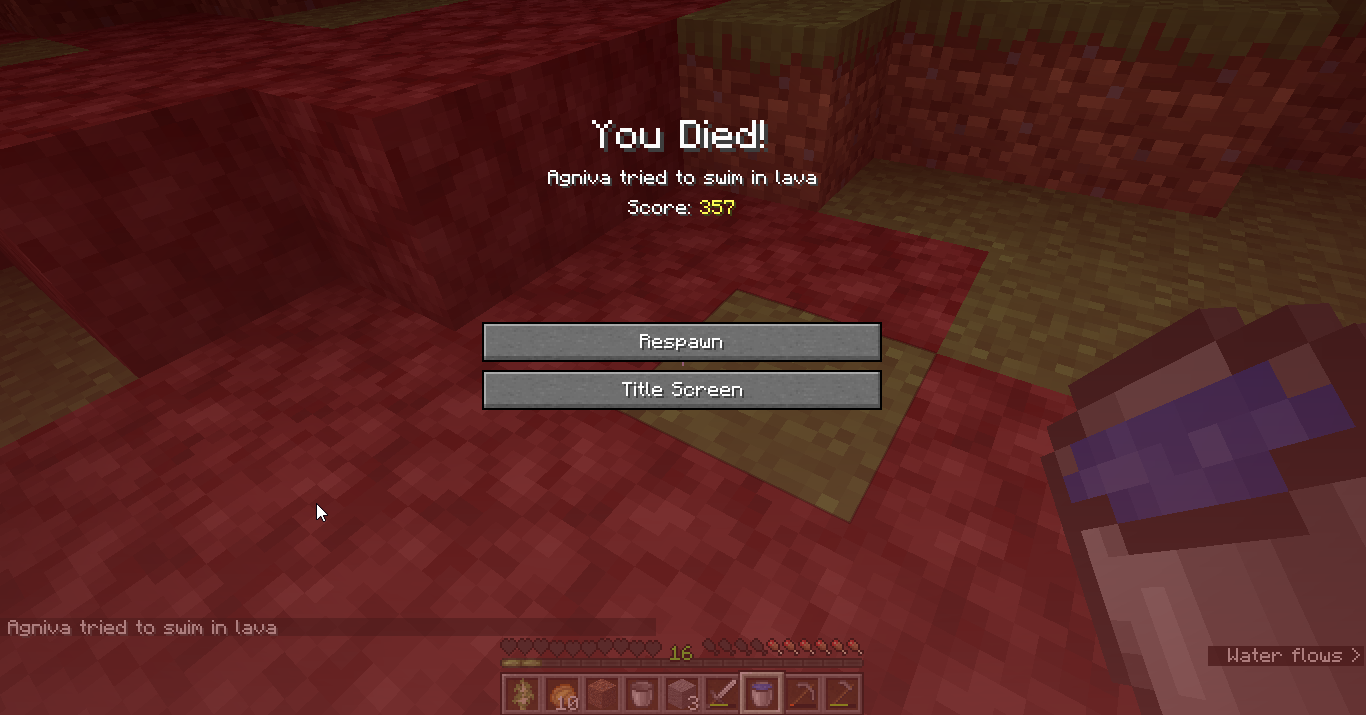 You Died!
Agniva tried to swim in lava
Score: 357
Respawn
Title Screen
Agniva tried to swim in lava
Water flows >
16
10
3